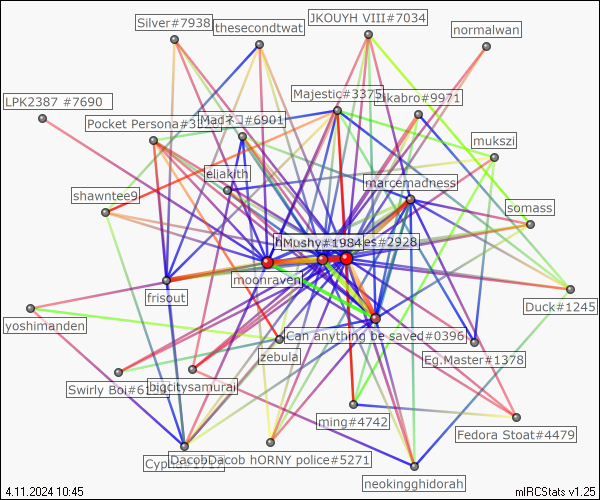 JKOUYH VIII#7034
Silver#7938
thesecondtwat
normalwan
Majestic#3375
zikabro#9971
LPK2387 #7690
Pocket Persona#3
Madネコ#6901
mukszi
eliakith
marcemadness
shawntee9
somass
Mushy#1984
es#2928
moonraven
frisout
Duck#1245
yoshimanden
Can anything be saved#0396
zebula
Eg.Master#1378
Swirly Boi#61
bigcitysamurai
ming#4742
Fedora Stoat#4479
DacobDacob hORNY police#5271
neokingghidorah
4.11.2024 10:45
mIRCStats v1.25